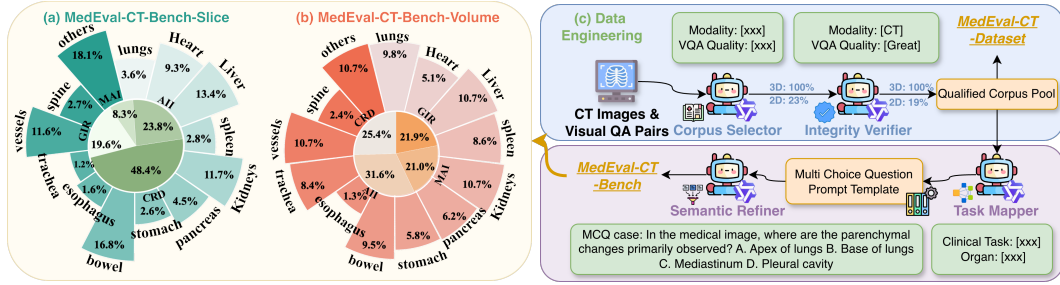 (a) MedEval-CT-Bench-Slice
others
18.1%
lungs
3.6%
Heart
9.3%
Liver
13.4%
spleen
2.8%
Kidneys
11.7%
pancreas
4.5%
stomach
2.6%
bowel
16.8%
esophagus
1.6%
trachea
1.2%
vessels
11.6%
spine
2.7%
MAI
8.3%
AII
23.8%
GIR
19.6%
CRD
48.4%
(b) MedEval-CT-Bench-Volume
others
10.7%
lungs
9.8%
Heart
5.1%
Liver
10.7%
spleen
8.6%
Kidneys
10.7%
pancreas
6.2%
stomach
5.8%
bowel
9.5%
esophagus
1.3%
trachea
8.4%
vessels
10.7%
spine
2.4%
CRD
25.4%
GIR
21.9%
MAI
21.0%
AII
31.6%
(c) Data
Engineering
Modality: [xxx]
VQA Quality: [xxx]
Modality: [CT]
VQA Quality: [Great]
MedEval-CT
-Dataset
CT Images &
Visual QA Pairs
Corpus Selector
3D: 100%
2D: 23%
Integrity Verifier
3D: 100%
2D: 19%
Qualified Corpus Pool
MedEval-CT
-Bench
Semantic Refiner
Multi Choice Question
Prompt Template
Task Mapper
MCQ case: In the medical image, where are the parenchymal
changes primarily observed? A. Apex of lungs B. Base of lungs
C. Mediastinum D. Pleural cavity
Clinical Task: [xxx]
Organ: [xxx]